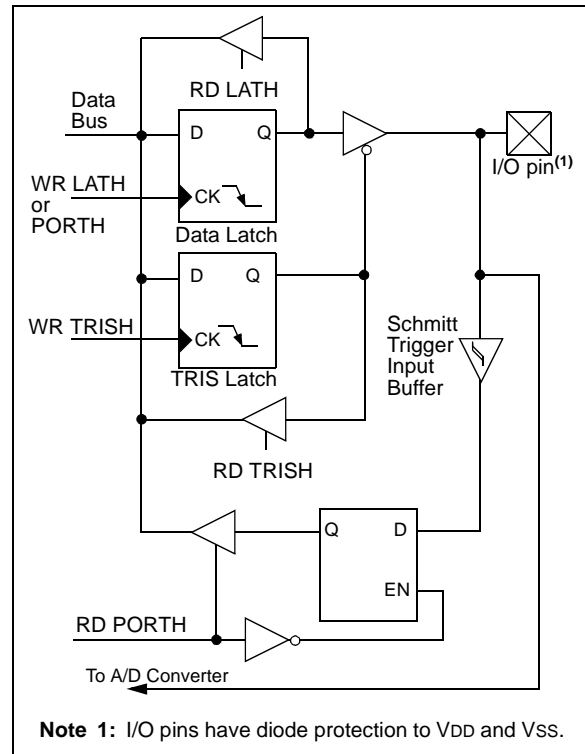 RD LATH
Data
Bus
D Q
I/O pin(1)
WR LATH
or
PORTH
CK
Data Latch
D Q
WR TRISH
CK
TRIS Latch
Schmitt
Trigger
Input
Buffer
RD TRISH
Q D
EN
RD PORTH
To A/D Converter
Note 1: I/O pins have diode protection to VDD and VSS.